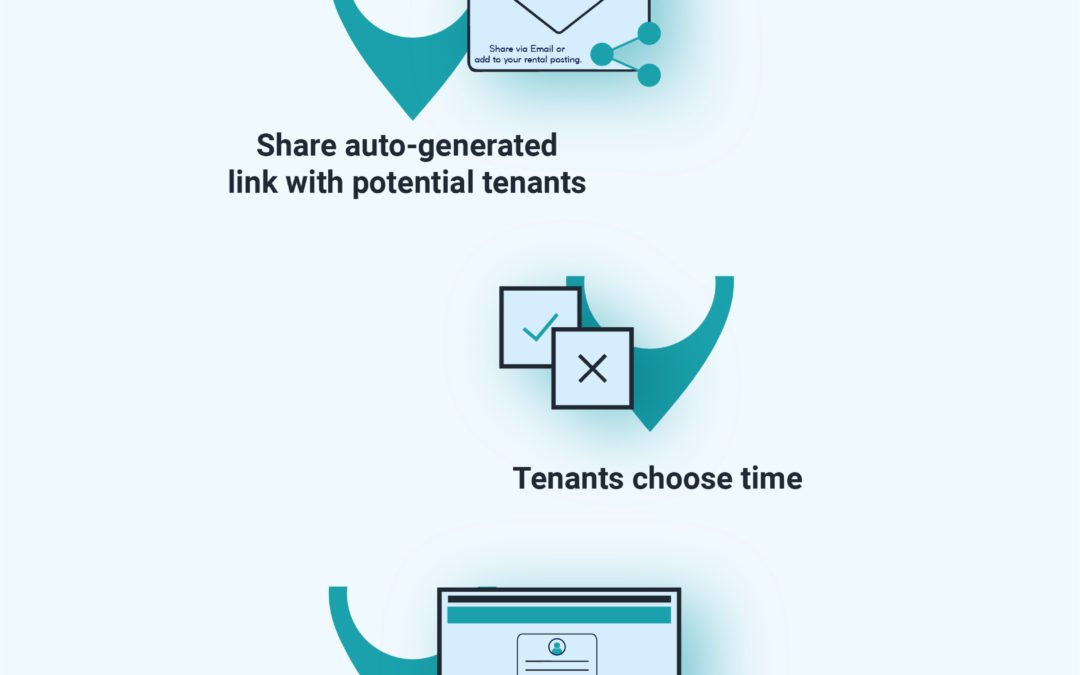 Share via Email or
add to your rental posting.
Share auto-generated
link with potential tenants
Tenants choose time